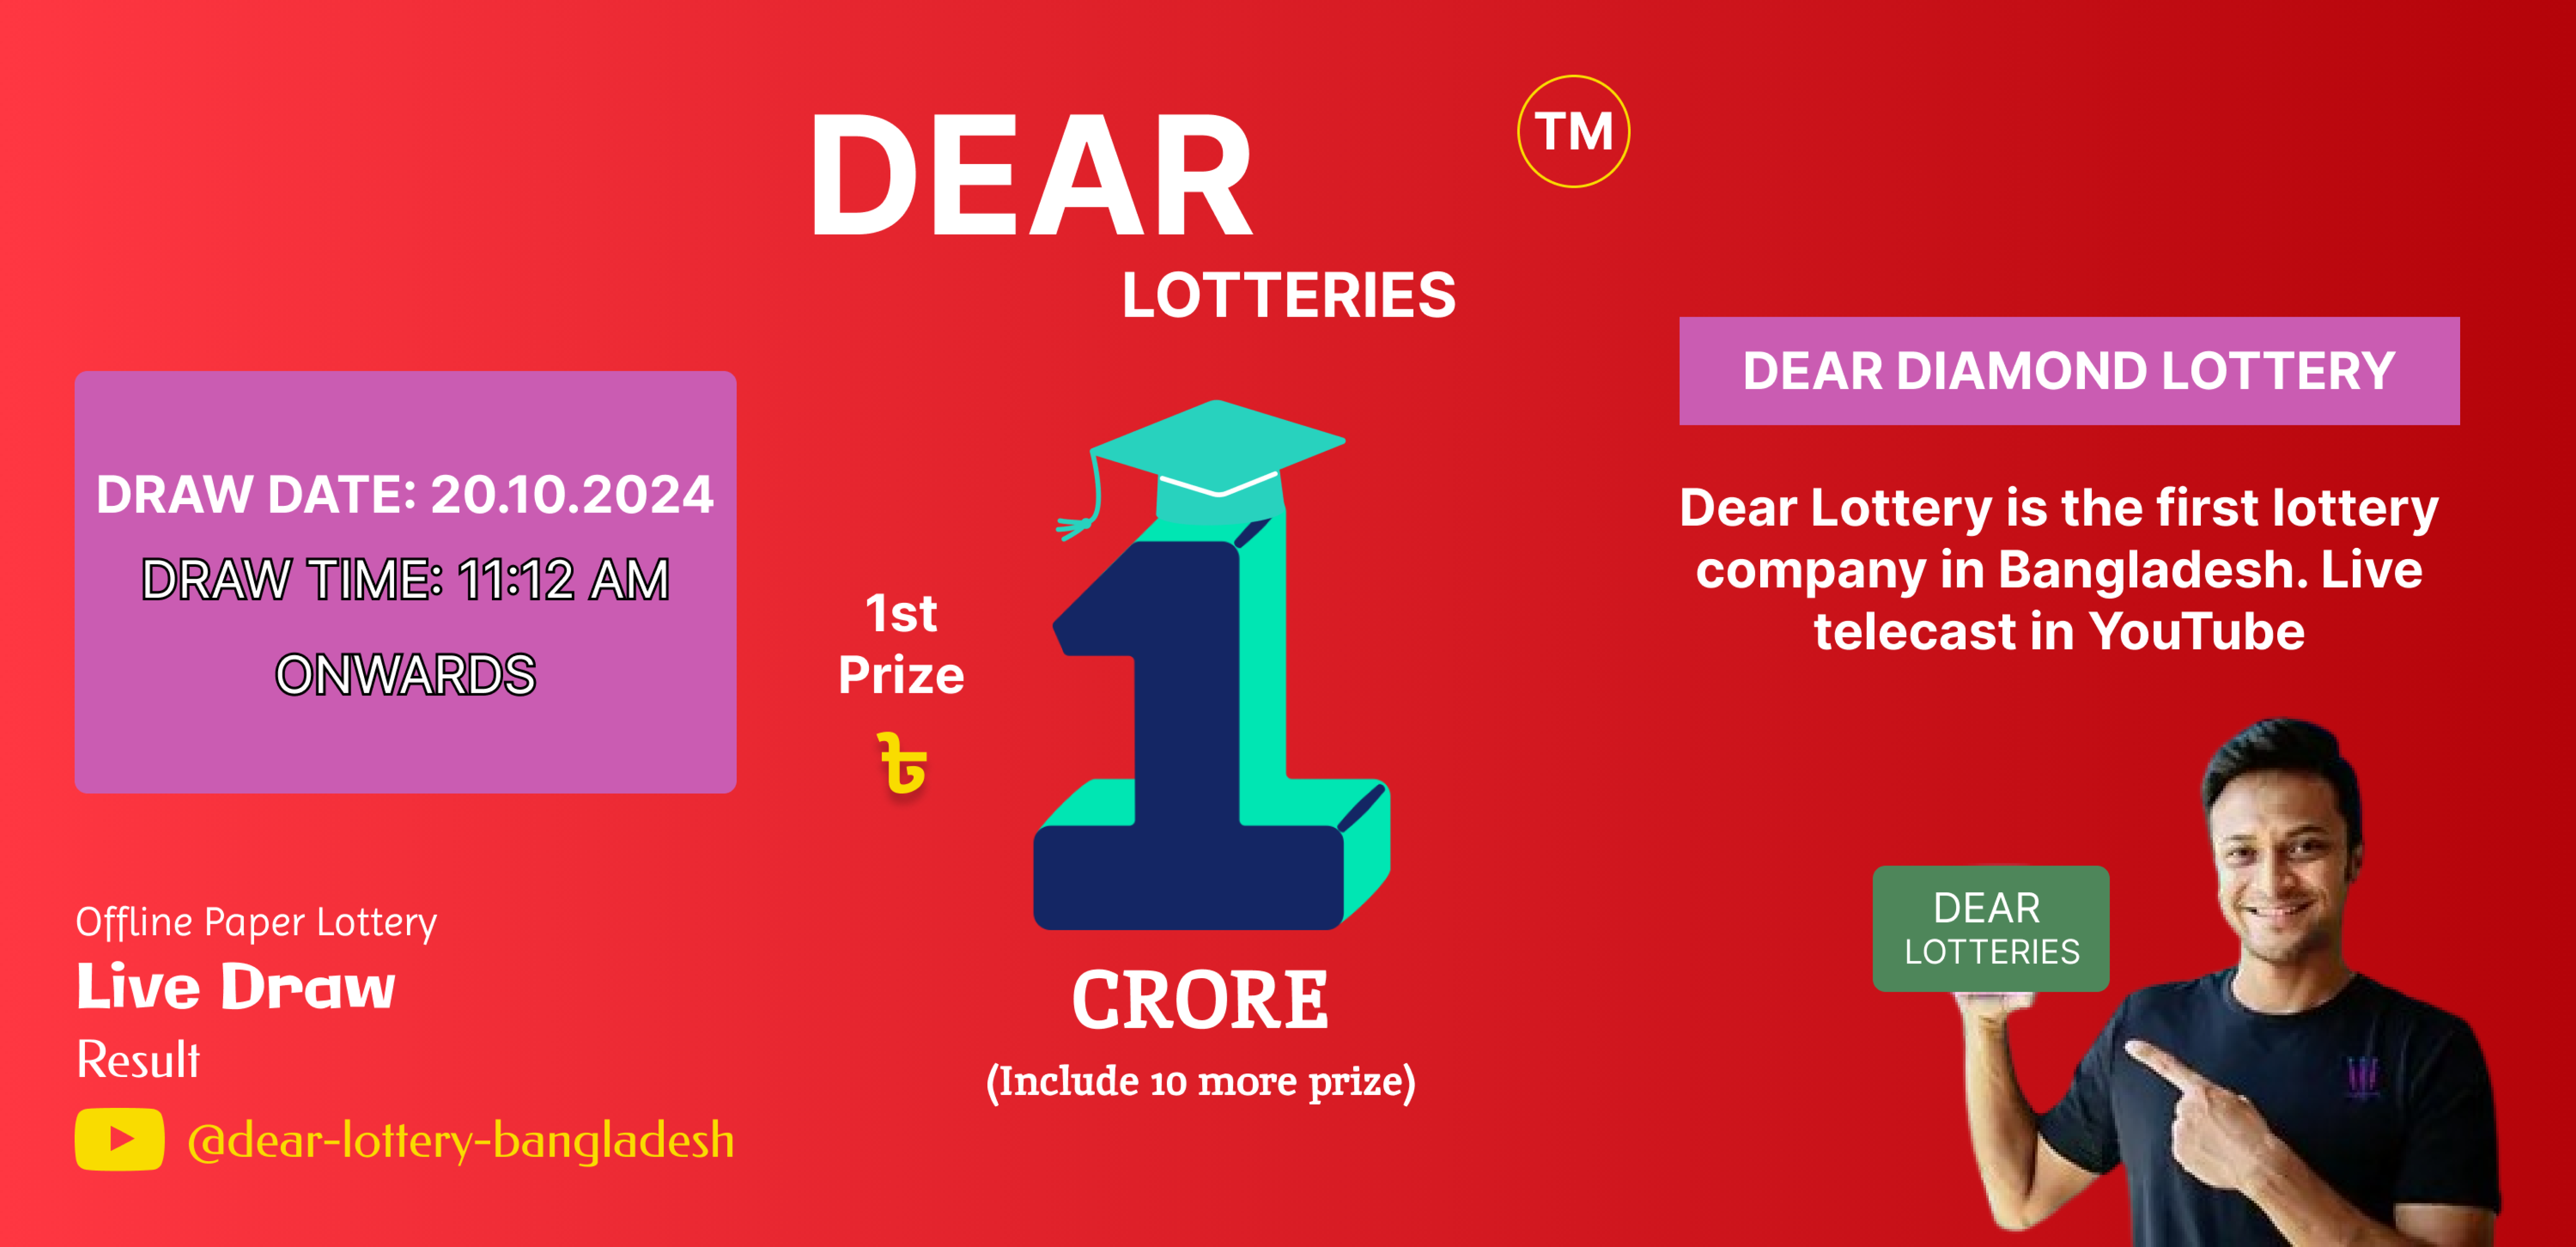 DEAR
TM
LOTTERIES
DRAW DATE: 20.10.2024
DRAW TIME: 11:12 AM
ONWARDS
1st
Prize
৳
1
CRORE
(Include 10 more prize)
DEAR DIAMOND LOTTERY
Dear Lottery is the first lottery
company in Bangladesh. Live
telecast in YouTube
Offline Paper Lottery
Live Draw
Result
@dear-lottery-bangladesh
DEAR
LOTTERIES